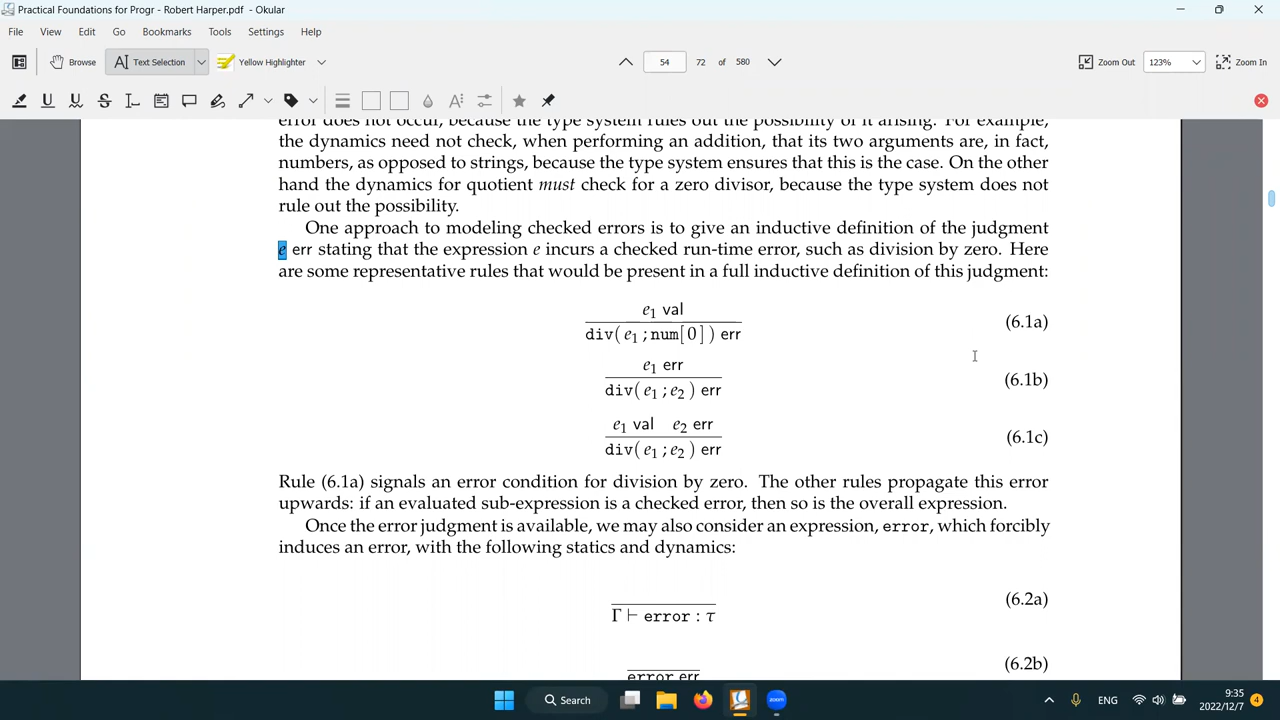 Practical Foundations for Progr - Robert Harper.pdf - Okular
File View Edit Go Bookmarks Tools Settings Help
Browse Text Selection Yellow Highlighter 54 72 of 580 Zoom Out 123% Zoom In
error does not occur, because the type system rules out the possibility of it arising. For example,
the dynamics need not check, when performing an addition, that its two arguments are, in fact,
numbers, as opposed to strings, because the type system ensures that this is the case. On the other
hand the dynamics for quotient must check for a zero divisor, because the type system does not
rule out the possibility.
One approach to modeling checked errors is to give an inductive definition of the judgment
e err stating that the expression e incurs a checked run-time error, such as division by zero. Here
are some representative rules that would be present in a full inductive definition of this judgment:
e₁ val
div(e₁;num[0]) err (6.1a)
e₁ err
div(e₁;e₂) err (6.1b)
e₁ val e₂ err
div(e₁;e₂) err (6.1c)
Rule (6.1a) signals an error condition for division by zero. The other rules propagate this error
upwards: if an evaluated sub-expression is a checked error, then so is the overall expression.
Once the error judgment is available, we may also consider an expression, error, which forcibly
induces an error, with the following statics and dynamics:
Γ ⊢ error : τ (6.2a)
error err (6.2b)
Search zoom ENG 9:35
2022/12/7 4